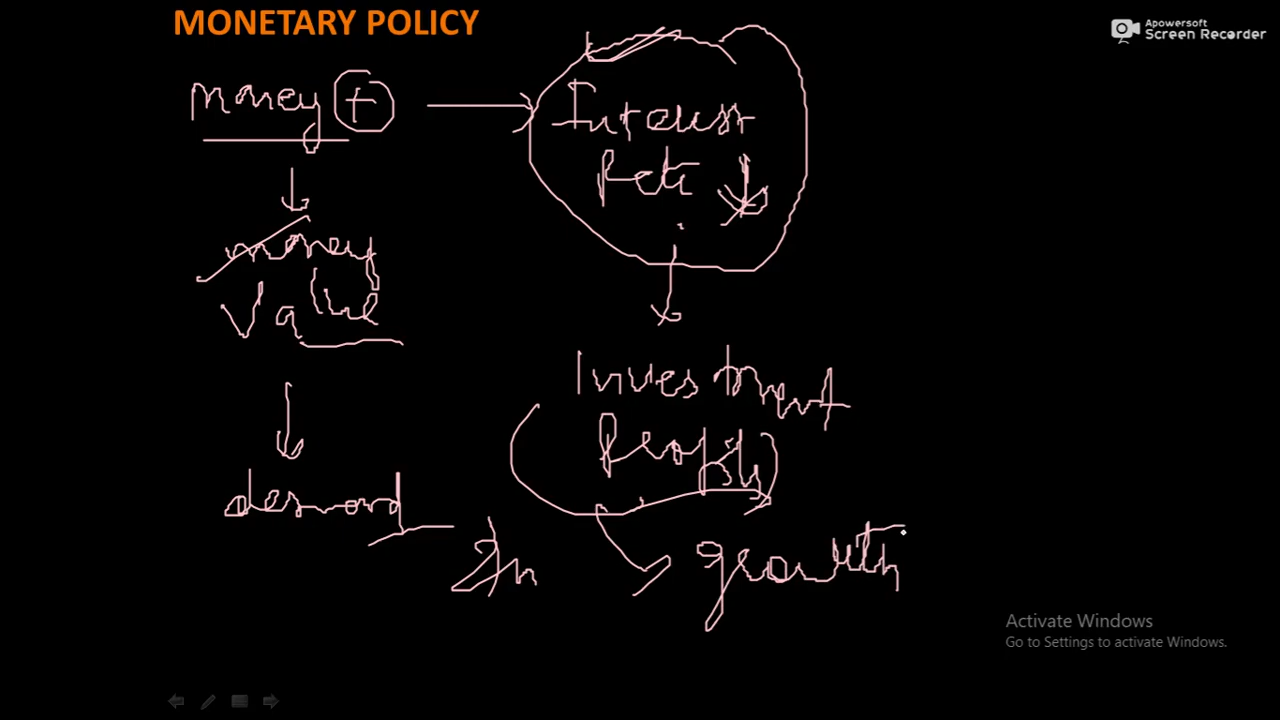 MONETARY POLICY
Apowersoft
Screen Recorder
money +
Interest
Rate ↓
money
Value
Investment
demand
In
growth
Activate Windows
Go to Settings to activate Windows.